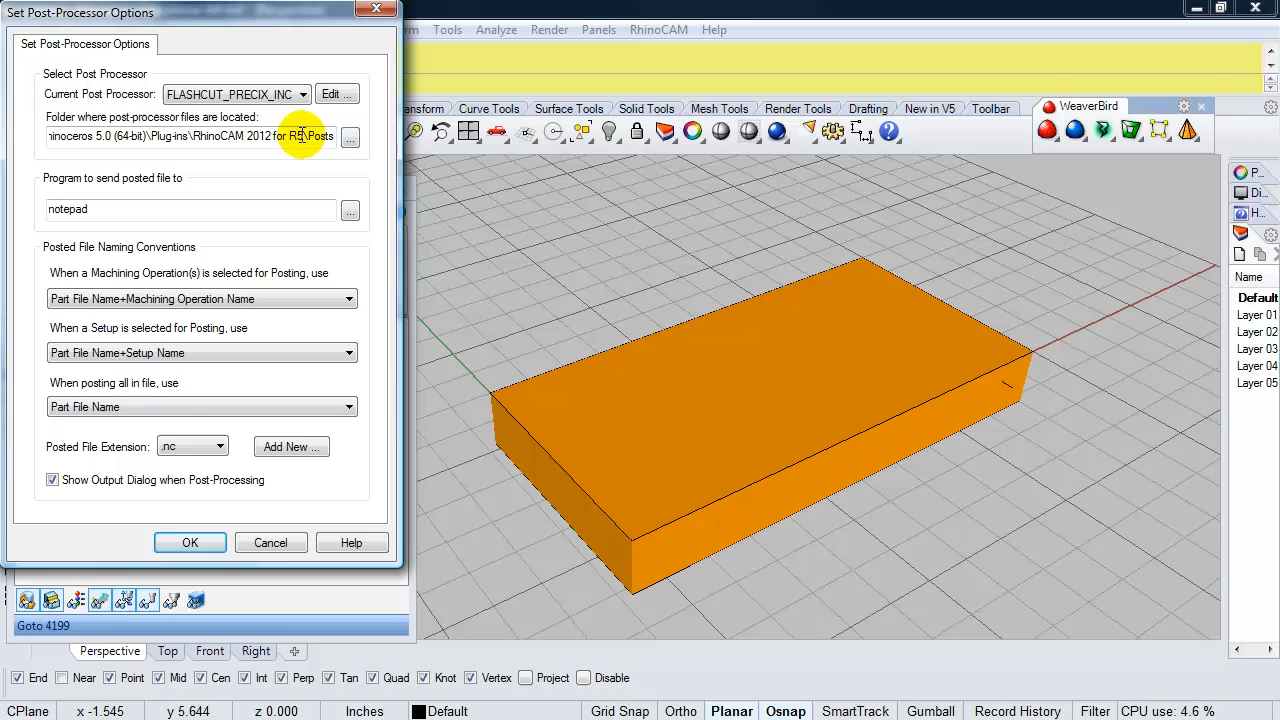 Set Post-Processor Options
Set Post-Processor Options
Select Post Processor
Current Post Processor: FLASHCUT_PRECIX_INC Edit ...
Folder where post-processor files are located:
inoceros 5.0 (64-bit)\Plug-ins\RhinoCAM 2012 for R5\Posts ...
Program to send posted file to
notepad ...
Posted File Naming Conventions
When a Machining Operation(s) is selected for Posting, use
Part File Name+Machining Operation Name
When a Setup is selected for Posting, use
Part File Name+Setup Name
When posting all in file, use
Part File Name
Posted File Extension: .nc Add New ...
Show Output Dialog when Post-Processing
OK Cancel Help
Goto 4199
Tools Analyze Render Panels RhinoCAM Help
ansform Curve Tools Surface Tools Solid Tools Mesh Tools Render Tools Drafting New in V5 Toolbar
WeaverBird
P...
Di...
H...
Name
Default
Layer 01
Layer 02
Layer 03
Layer 04
Layer 05
Perspective Top Front Right
End Near Point Mid Cen Int Perp Tan Quad Knot Vertex Project Disable
CPlane x -1.545 y 5.644 z 0.000 Inches Default Grid Snap Ortho Planar Osnap SmartTrack Gumball Record History Filter CPU use: 4.6 %